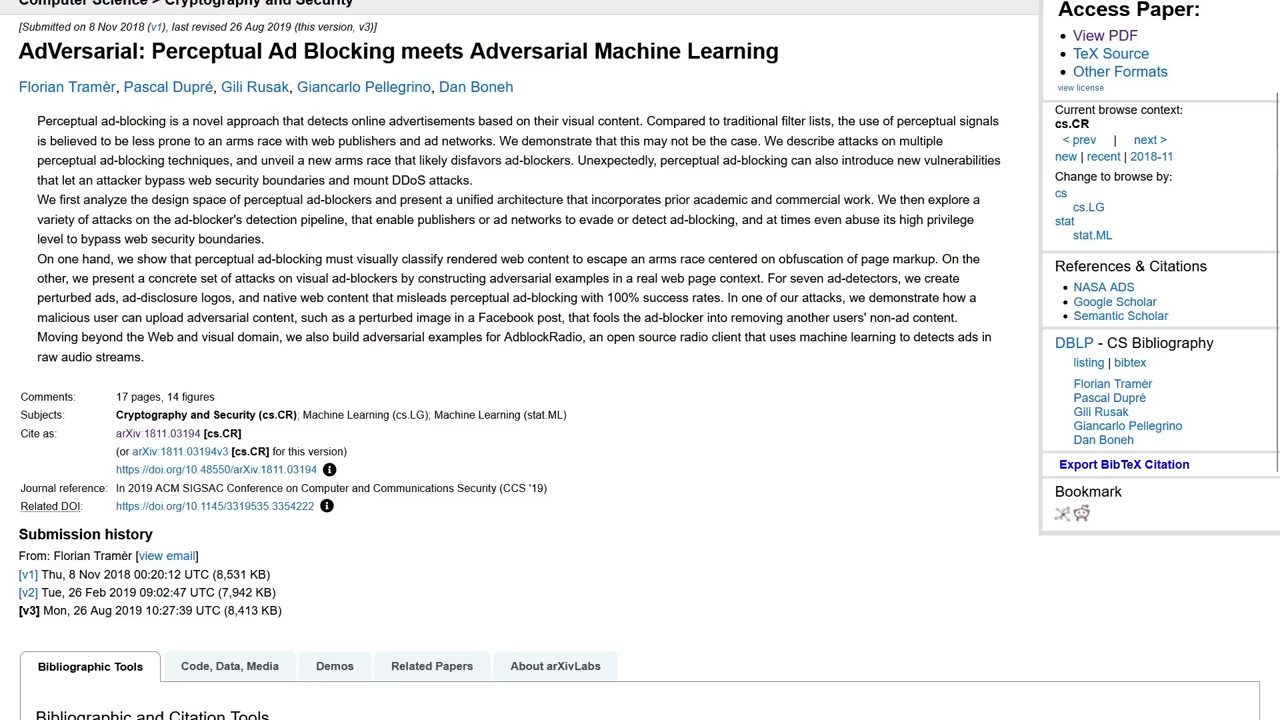 Computer Science > Cryptography and Security
[Submitted on 8 Nov 2018 (v1), last revised 26 Aug 2019 (this version, v3)]
AdVersarial: Perceptual Ad Blocking meets Adversarial Machine Learning
Florian Tramèr, Pascal Dupré, Gili Rusak, Giancarlo Pellegrino, Dan Boneh
Perceptual ad-blocking is a novel approach that detects online advertisements based on their visual content. Compared to traditional filter lists, the use of perceptual signals
is believed to be less prone to an arms race with web publishers and ad networks. We demonstrate that this may not be the case. We describe attacks on multiple
perceptual ad-blocking techniques, and unveil a new arms race that likely disfavors ad-blockers. Unexpectedly, perceptual ad-blocking can also introduce new vulnerabilities
that let an attacker bypass web security boundaries and mount DDoS attacks.
We first analyze the design space of perceptual ad-blockers and present a unified architecture that incorporates prior academic and commercial work. We then explore a
variety of attacks on the ad-blocker's detection pipeline, that enable publishers or ad networks to evade or detect ad-blocking, and at times even abuse its high privilege
level to bypass web security boundaries.
On one hand, we show that perceptual ad-blocking must visually classify rendered web content to escape an arms race centered on obfuscation of page markup. On the
other, we present a concrete set of attacks on visual ad-blockers by constructing adversarial examples in a real web page context. For seven ad-detectors, we create
perturbed ads, ad-disclosure logos, and native web content that misleads perceptual ad-blocking with 100% success rates. In one of our attacks, we demonstrate how a
malicious user can upload adversarial content, such as a perturbed image in a Facebook post, that fools the ad-blocker into removing another users' non-ad content.
Moving beyond the Web and visual domain, we also build adversarial examples for AdblockRadio, an open source radio client that uses machine learning to detects ads in
raw audio streams.
Comments: 17 pages, 14 figures
Subjects: Cryptography and Security (cs.CR); Machine Learning (cs.LG); Machine Learning (stat.ML)
Cite as: arXiv:1811.03194 [cs.CR]
(or arXiv:1811.03194v3 [cs.CR] for this version)
https://doi.org/10.48550/arXiv.1811.03194
Journal reference: In 2019 ACM SIGSAC Conference on Computer and Communications Security (CCS '19)
Related DOI: https://doi.org/10.1145/3319535.3354222
Submission history
From: Florian Tramèr [view email]
[v1] Thu, 8 Nov 2018 00:20:12 UTC (8,531 KB)
[v2] Tue, 26 Feb 2019 09:02:47 UTC (7,942 KB)
[v3] Mon, 26 Aug 2019 10:27:39 UTC (8,413 KB)
Bibliographic Tools
Code, Data, Media
Demos
Related Papers
About arXivLabs
Bibliographic and Citation Tools
Access Paper:
View PDF
TeX Source
Other Formats
view license
Current browse context:
cs.CR
< prev | next >
new | recent | 2018-11
Change to browse by:
cs
cs.LG
stat
stat.ML
References & Citations
NASA ADS
Google Scholar
Semantic Scholar
DBLP - CS Bibliography
listing | bibtex
Florian Tramèr
Pascal Dupré
Gili Rusak
Giancarlo Pellegrino
Dan Boneh
Export BibTeX Citation
Bookmark